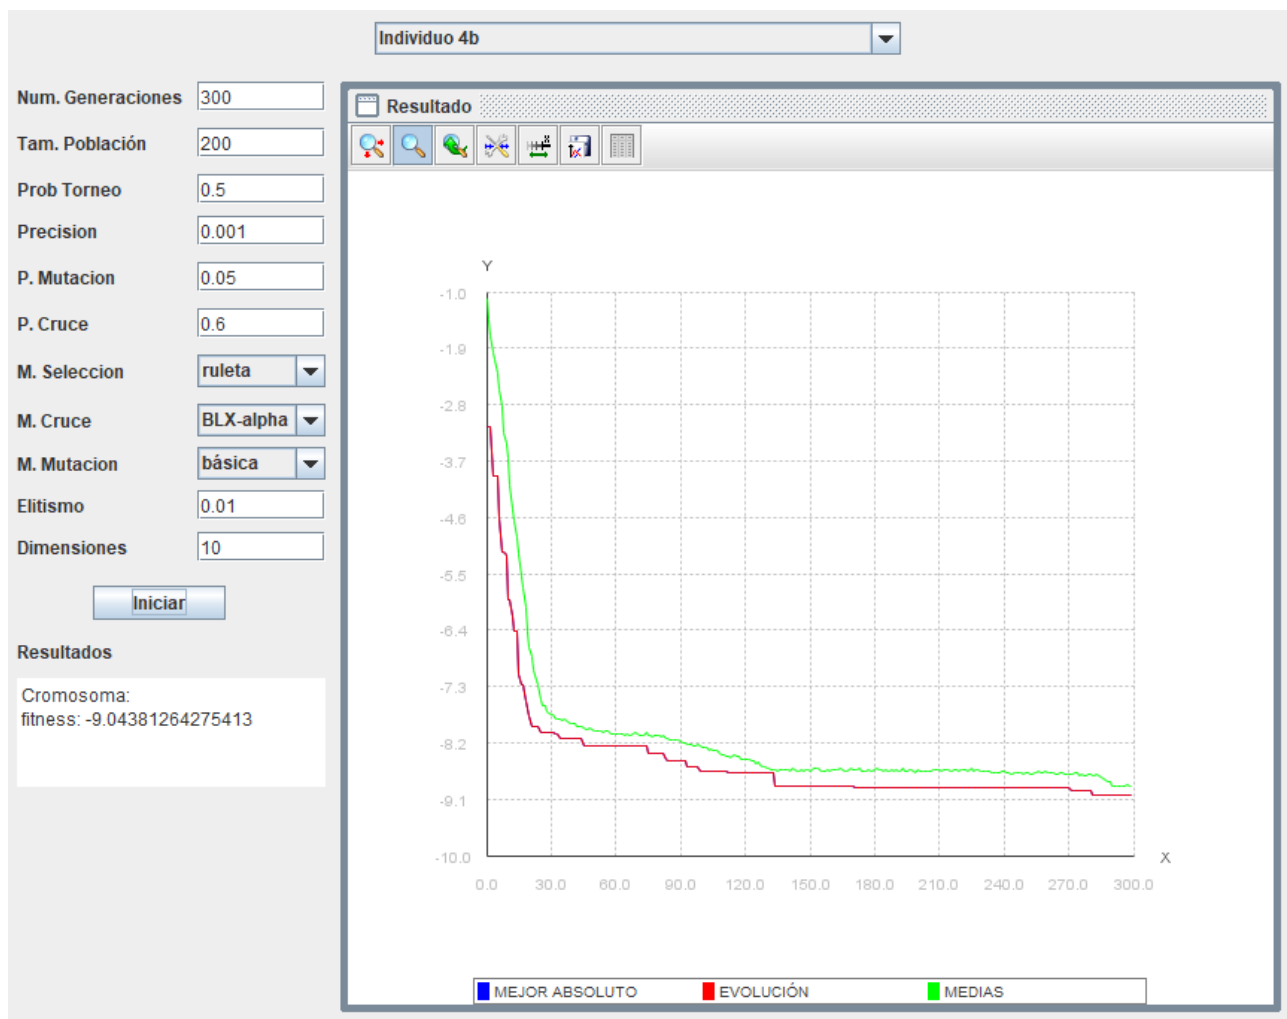 Individuo 4b
Num. Generaciones 300
Tam. Población 200
Prob Torneo 0.5
Precision 0.001
P. Mutacion 0.05
P. Cruce 0.6
M. Seleccion ruleta
M. Cruce BLX-alpha
M. Mutacion básica
Elitismo 0.01
Dimensiones 10
Iniciar
Resultados
Cromosoma:
fitness: -9.04381264275413
Resultado
Y
-1.0
-1.9
-2.8
-3.7
-4.6
-5.5
-6.4
-7.3
-8.2
-9.1
-10.0
X
0.0 30.0 60.0 90.0 120.0 150.0 180.0 210.0 240.0 270.0 300.0
MEJOR ABSOLUTO EVOLUCIÓN MEDIAS